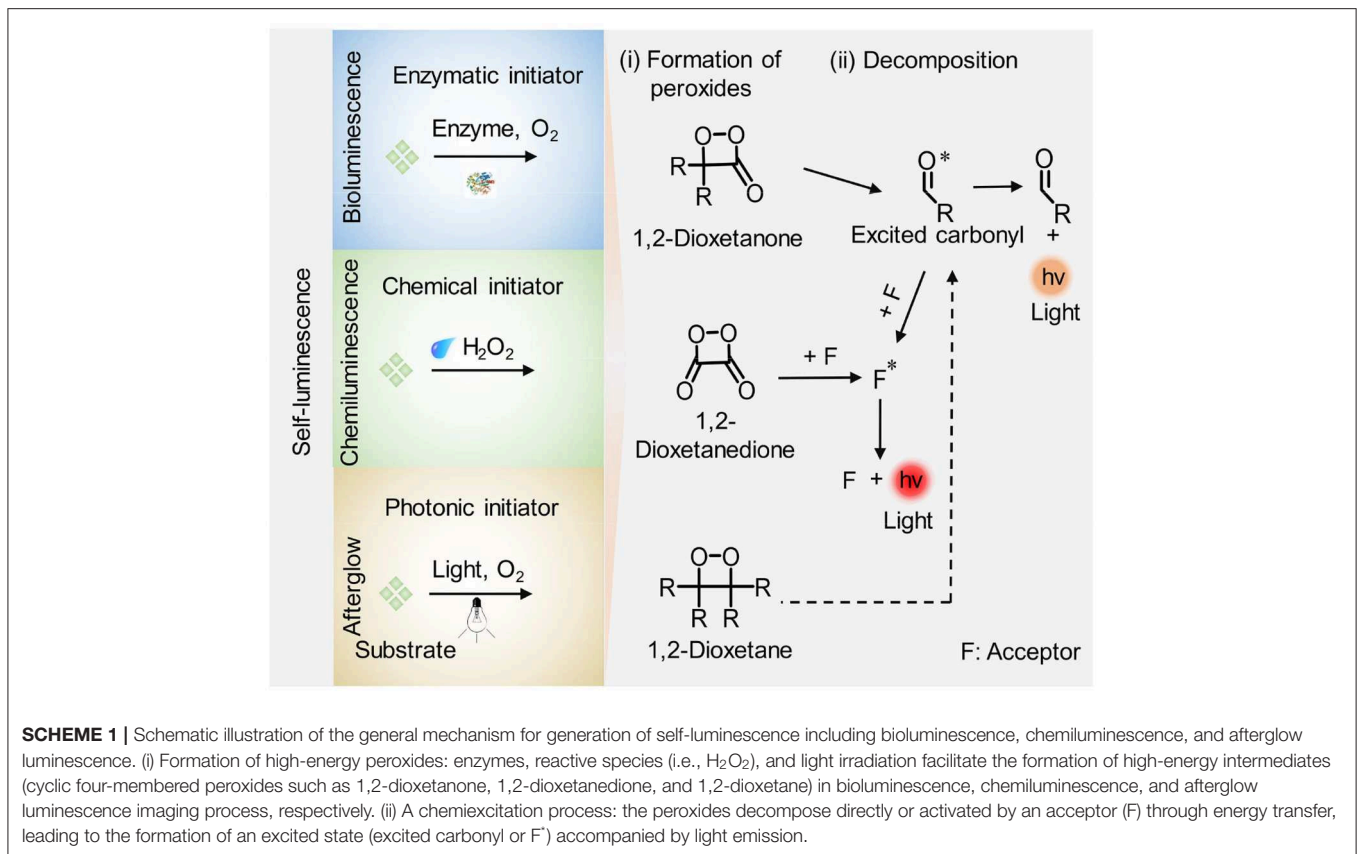 Self-luminescence
Bioluminescence
Enzymatic initiator
Enzyme, O₂
Chemiluminescence
Chemical initiator
H₂O₂
Afterglow
Photonic initiator
Light, O₂
Substrate
(i) Formation of
peroxides
(ii) Decomposition
O-O
R
R
O
1,2-Dioxetanone
O*
R
Excited carbonyl
O
R
+
hv
Light
+ F
O-O
O
O
1,2-
Dioxetanedione
+ F
F*
F + hv
Light
O-O
R
R
R R
1,2-Dioxetane
F: Acceptor
SCHEME 1 | Schematic illustration of the general mechanism for generation of self-luminescence including bioluminescence, chemiluminescence, and afterglow
luminescence. (i) Formation of high-energy peroxides: enzymes, reactive species (i.e., H₂O₂), and light irradiation facilitate the formation of high-energy intermediates
(cyclic four-membered peroxides such as 1,2-dioxetanone, 1,2-dioxetanedione, and 1,2-dioxetane) in bioluminescence, chemiluminescence, and afterglow
luminescence imaging process, respectively. (ii) A chemiexcitation process: the peroxides decompose directly or activated by an acceptor (F) through energy transfer,
leading to the formation of an excited state (excited carbonyl or F*) accompanied by light emission.